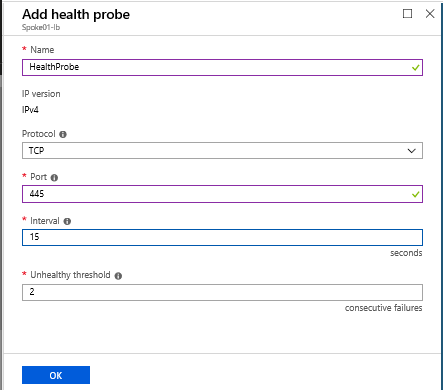 Add health probe
Spoke01-lb
* Name
HealthProbe
IP version
IPv4
Protocol
TCP
* Port
445
* Interval
15
seconds
* Unhealthy threshold
2
consecutive failures
OK